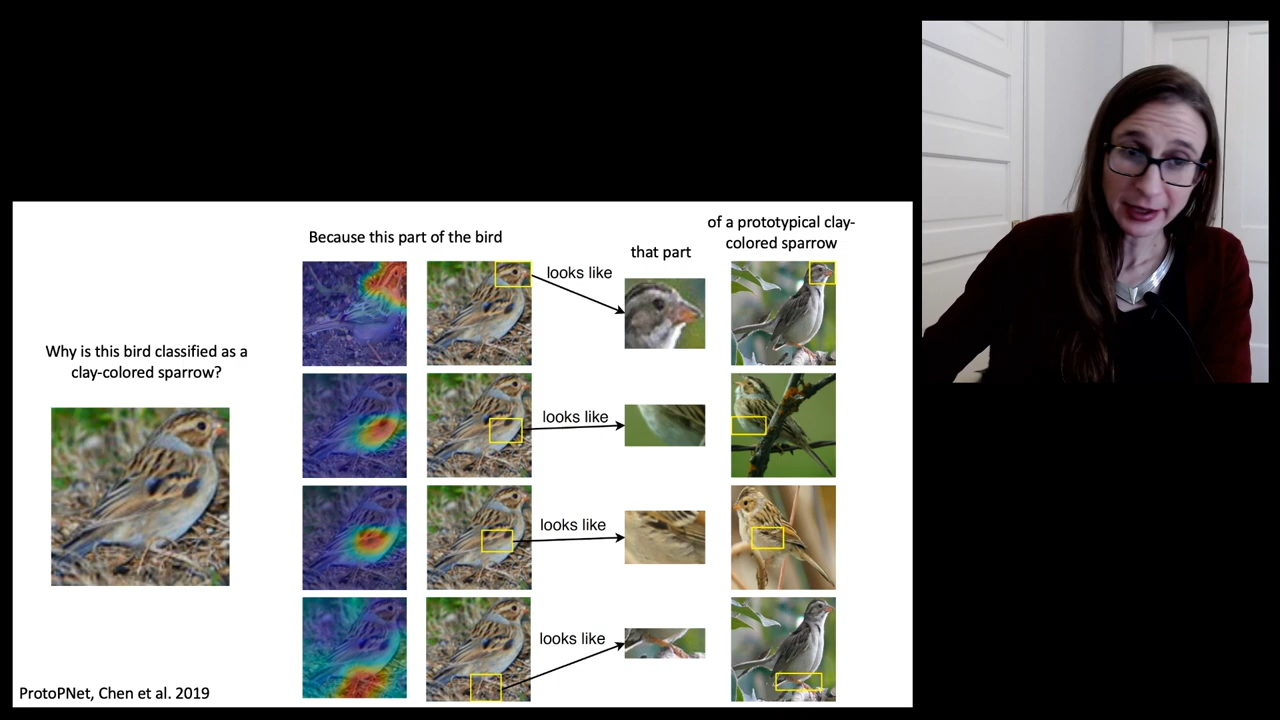 Because this part of the bird
that part
of a prototypical clay-
colored sparrow
looks like
Why is this bird classified as a
clay-colored sparrow?
looks like
looks like
looks like
ProtoPNet, Chen et al. 2019